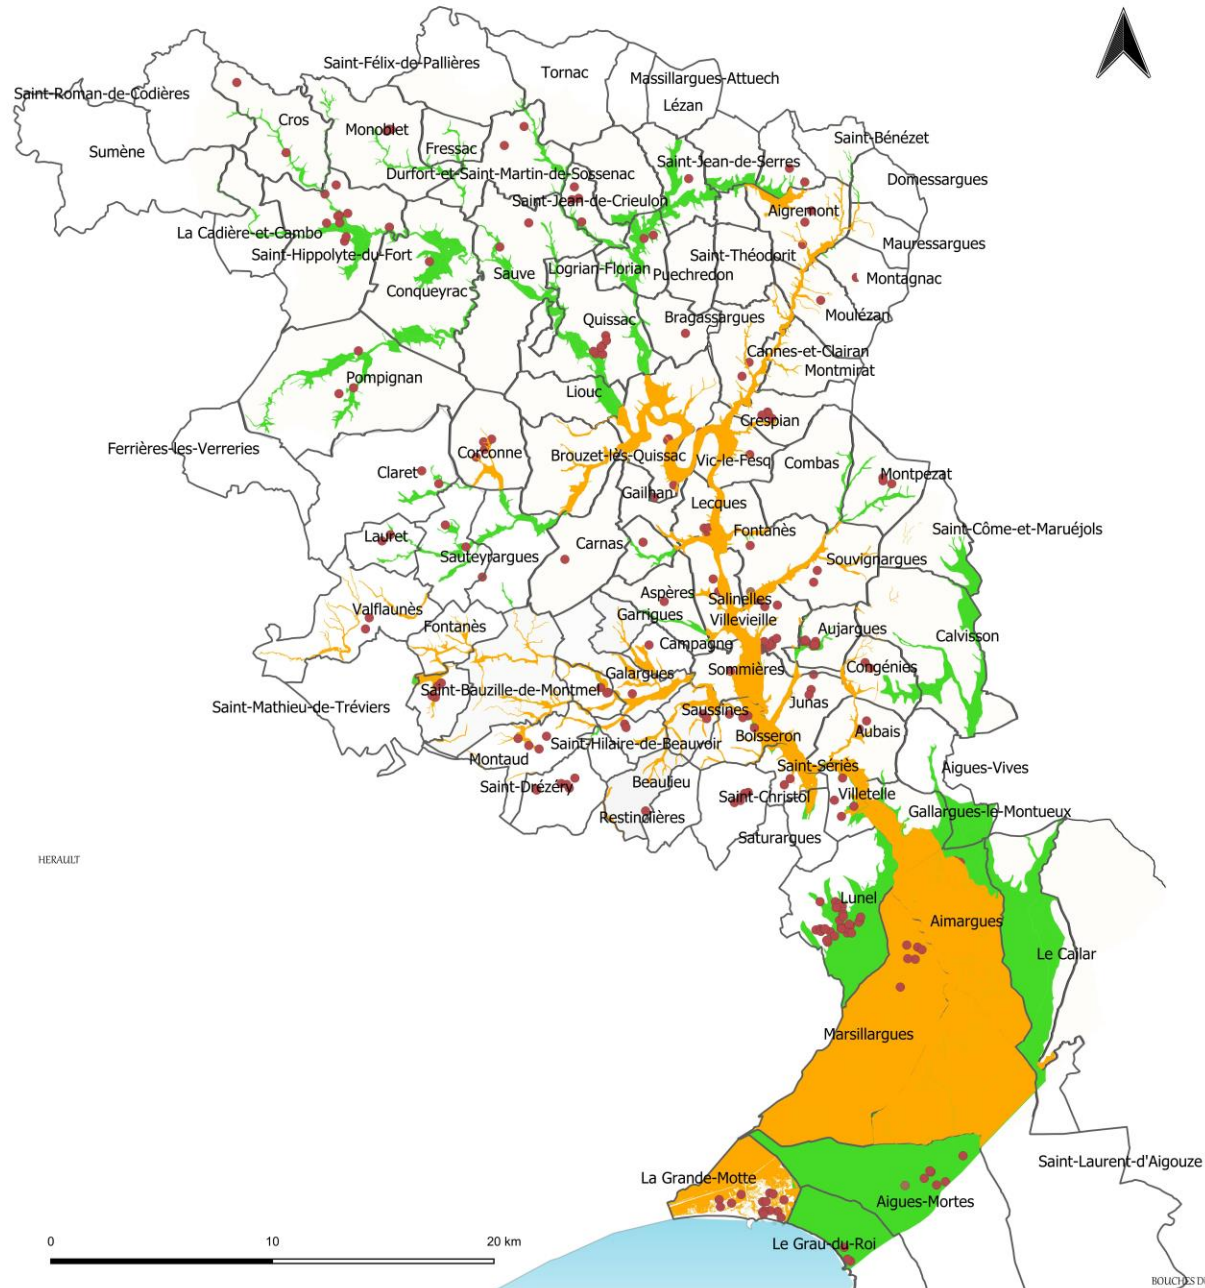 Saint-Félix-de-Pallières
Tornac
Massillargues-Attuech
Saint-Roman-de-Codières
Lézan
Cros
Monoblet
Saint-Bénézet
Sumène
Fressac
Saint-Jean-de-Serres
Durfort-et-Saint-Martin-de-Sossenac
Domessargues
Saint-Jean-de-Crieulon
Aigremont
La Cadière-et-Cambo
Mauressargues
Saint-Hippolyte-du-Fort
Saint-Théodorit
Sauve
Logrian-Florian
Puechredon
Montagnac
Conqueyrac
Quissac
Bragassargues
Moulézan
Cannes-et-Clairan
Montmirat
Pompignan
Liouc
Crespian
Ferrières-les-Verreries
Corconne
Brouzet-lès-Quissac
Vic-le-Fesq
Combas
Claret
Montpezat
Gailhan
Lecques
Saint-Côme-et-Maruéjols
Fontanès
Lauret
Carnas
Sauteyrargues
Souvignargues
Aspères
Salinelles
Valflaunès
Garrigues
Villevieille
Fontanès
Aujargues
Calvisson
Campagne
Sommières
Congénies
Galargues
Saint-Bauzille-de-Montmel
Junas
Saint-Mathieu-de-Tréviers
Saussines
Aubais
Boisseron
Saint-Hilaire-de-Beauvoir
Montaud
Saint-Sériès
Aigues-Vives
Saint-Drézéry
Beaulieu
Saint-Christol
Villetelle
Gallargues-le-Montueux
Restinclières
Saturargues
HERAULT
Lunel
Aimargues
Le Cailar
Marsillargues
Saint-Laurent-d'Aigouze
La Grande-Motte
Aigues-Mortes
Le Grau-du-Roi
0 10 20 km
BOUCHES D